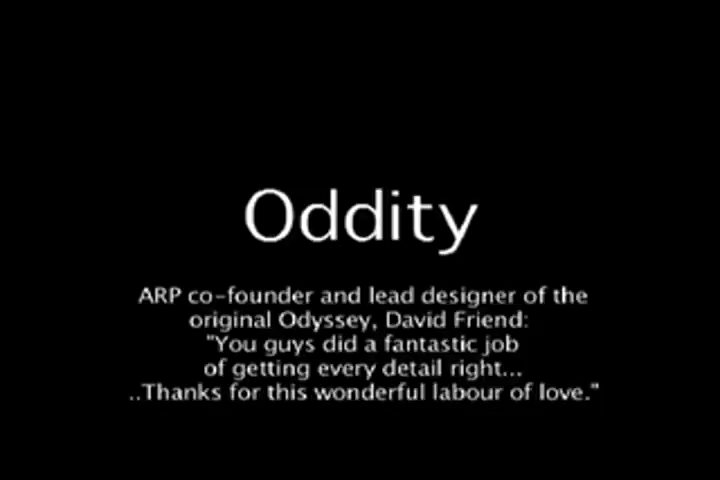 Oddity
ARP co-founder and lead designer of the
original Odyssey, David Friend:
"You guys did a fantastic job
of getting every detail right...
..Thanks for this wonderful labour of love."